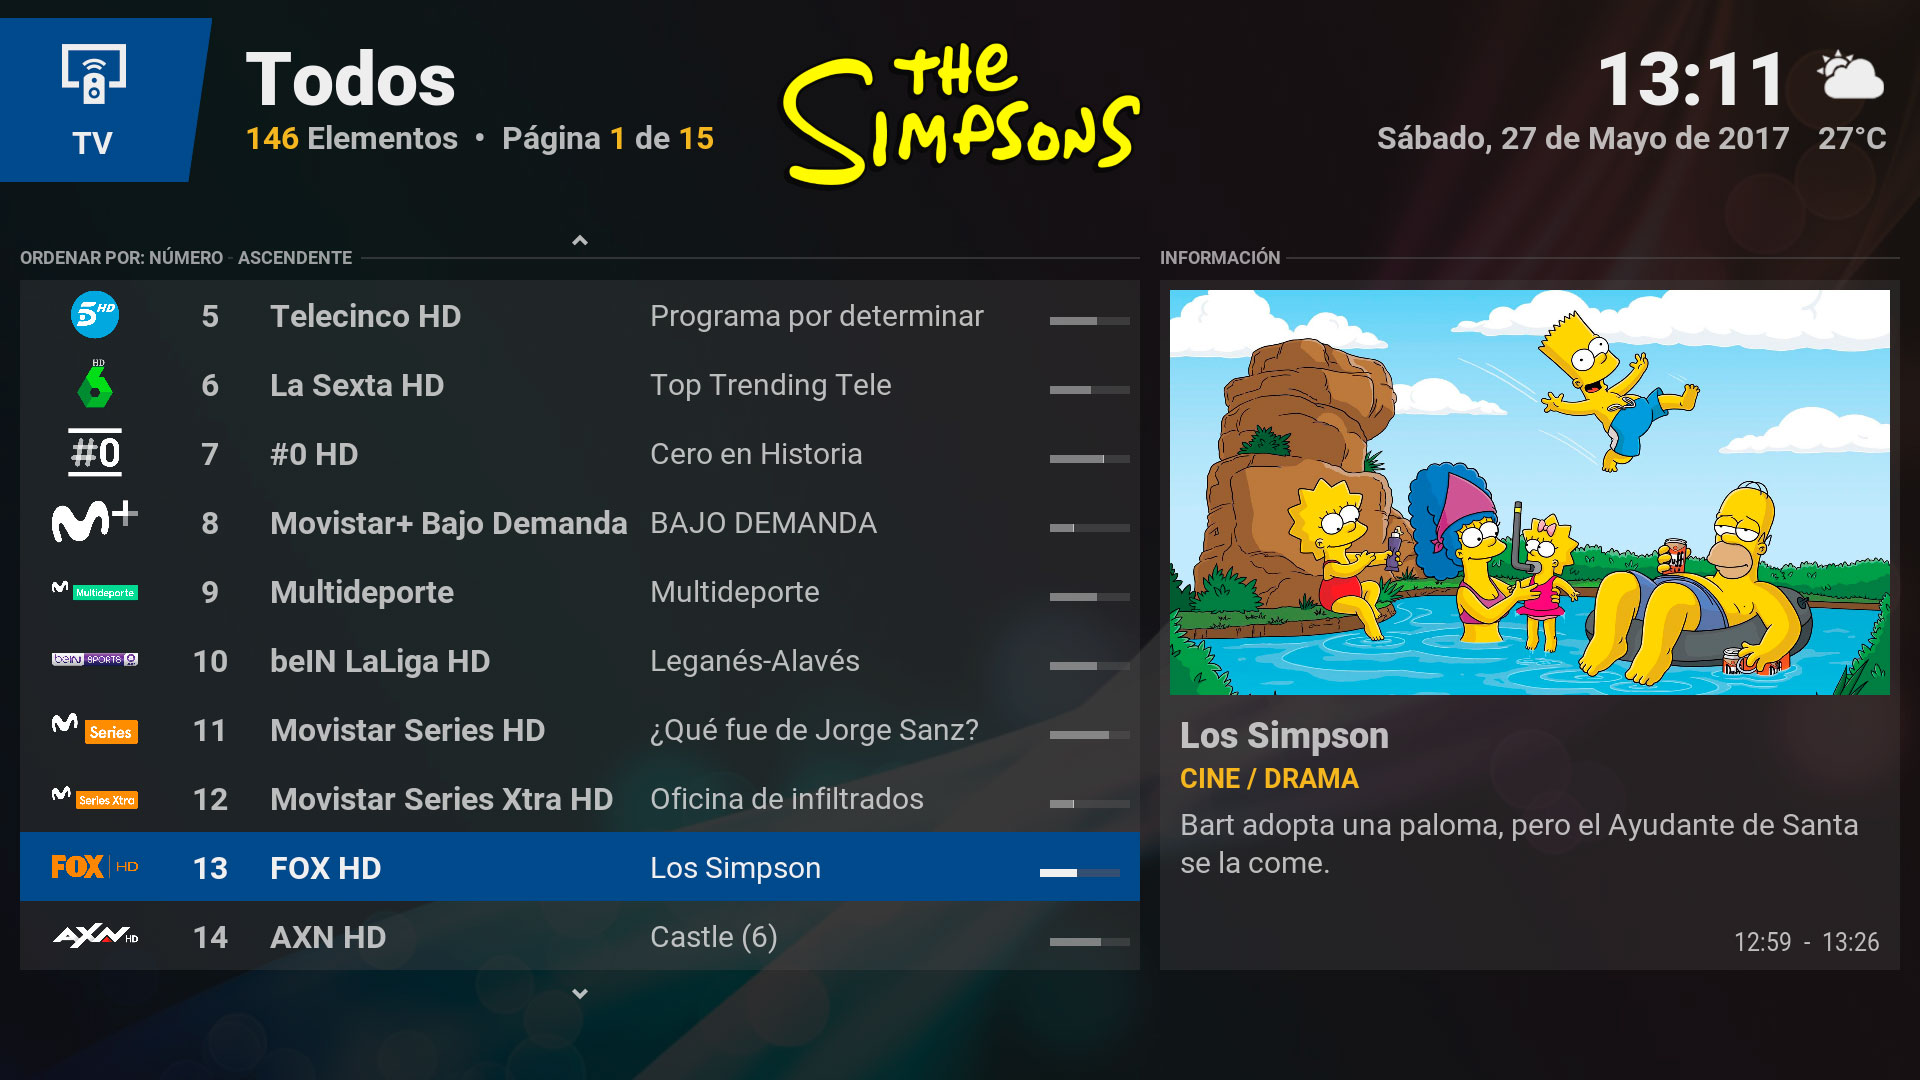 TV
Todos
146 Elementos • Página 1 de 15
THE
SIMPSONS
13:11
Sábado, 27 de Mayo de 2017 27°C
ORDENAR POR: NÚMERO - ASCENDENTE
INFORMACIÓN
5HD 5 Telecinco HD Programa por determinar
HD 6 6 La Sexta HD Top Trending Tele
#0 7 #0 HD Cero en Historia
M+ 8 Movistar+ Bajo Demanda BAJO DEMANDA
M Multideporte 9 Multideporte Multideporte
beIN SPORTS 10 beIN LaLiga HD Leganés-Alavés
M Series 11 Movistar Series HD ¿Qué fue de Jorge Sanz?
M Series Xtra 12 Movistar Series Xtra HD Oficina de infiltrados
FOX | HD 13 FOX HD Los Simpson
AXN HD 14 AXN HD Castle (6)
Los Simpson
CINE / DRAMA
Bart adopta una paloma, pero el Ayudante de Santa
se la come.
12:59 - 13:26